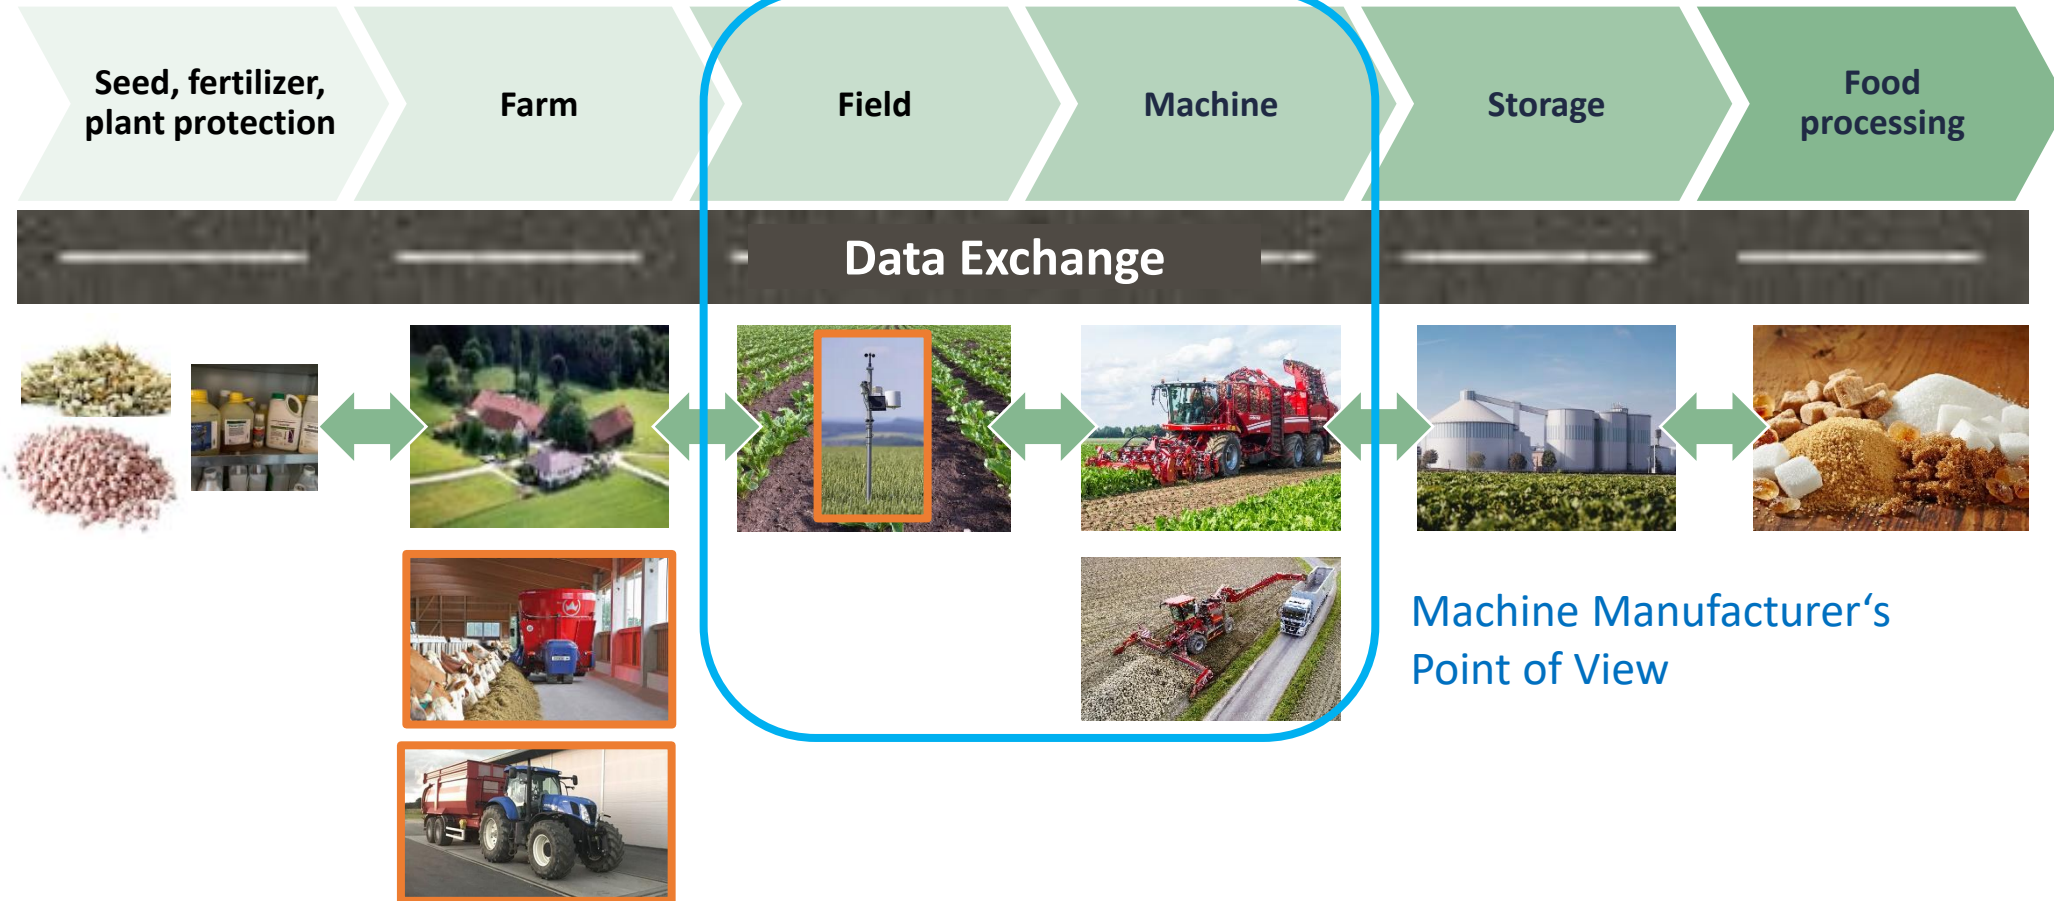 Seed, fertilizer,
plant protection
Farm
Field
Machine
Storage
Food
processing
Data Exchange
Machine Manufacturer‘s
Point of View